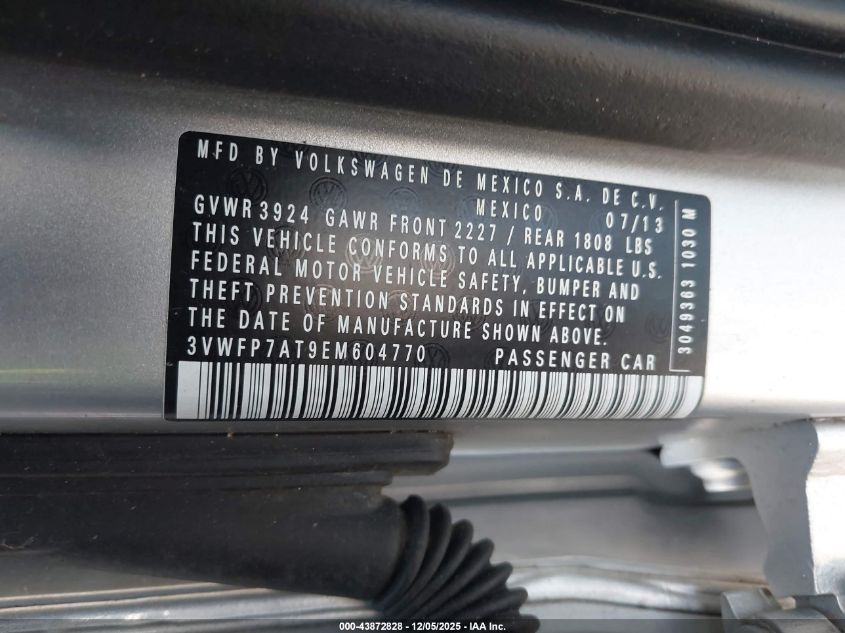 MFD BY VOLKSWAGEN DE MEXICO S.A. DE C.V.
MEXICO 07/13
GVWR 3924 GAWR FRONT 2227 / REAR 1808 LBS
THIS VEHICLE CONFORMS TO ALL APPLICABLE U.S.
FEDERAL MOTOR VEHICLE SAFETY, BUMPER AND
THEFT PREVENTION STANDARDS IN EFFECT ON
THE DATE OF MANUFACTURE SHOWN ABOVE.
3VWFP7AT9EM604770 PASSENGER CAR
3049363 1030 M
000-43872828 - 12/05/2025 - IAA Inc.